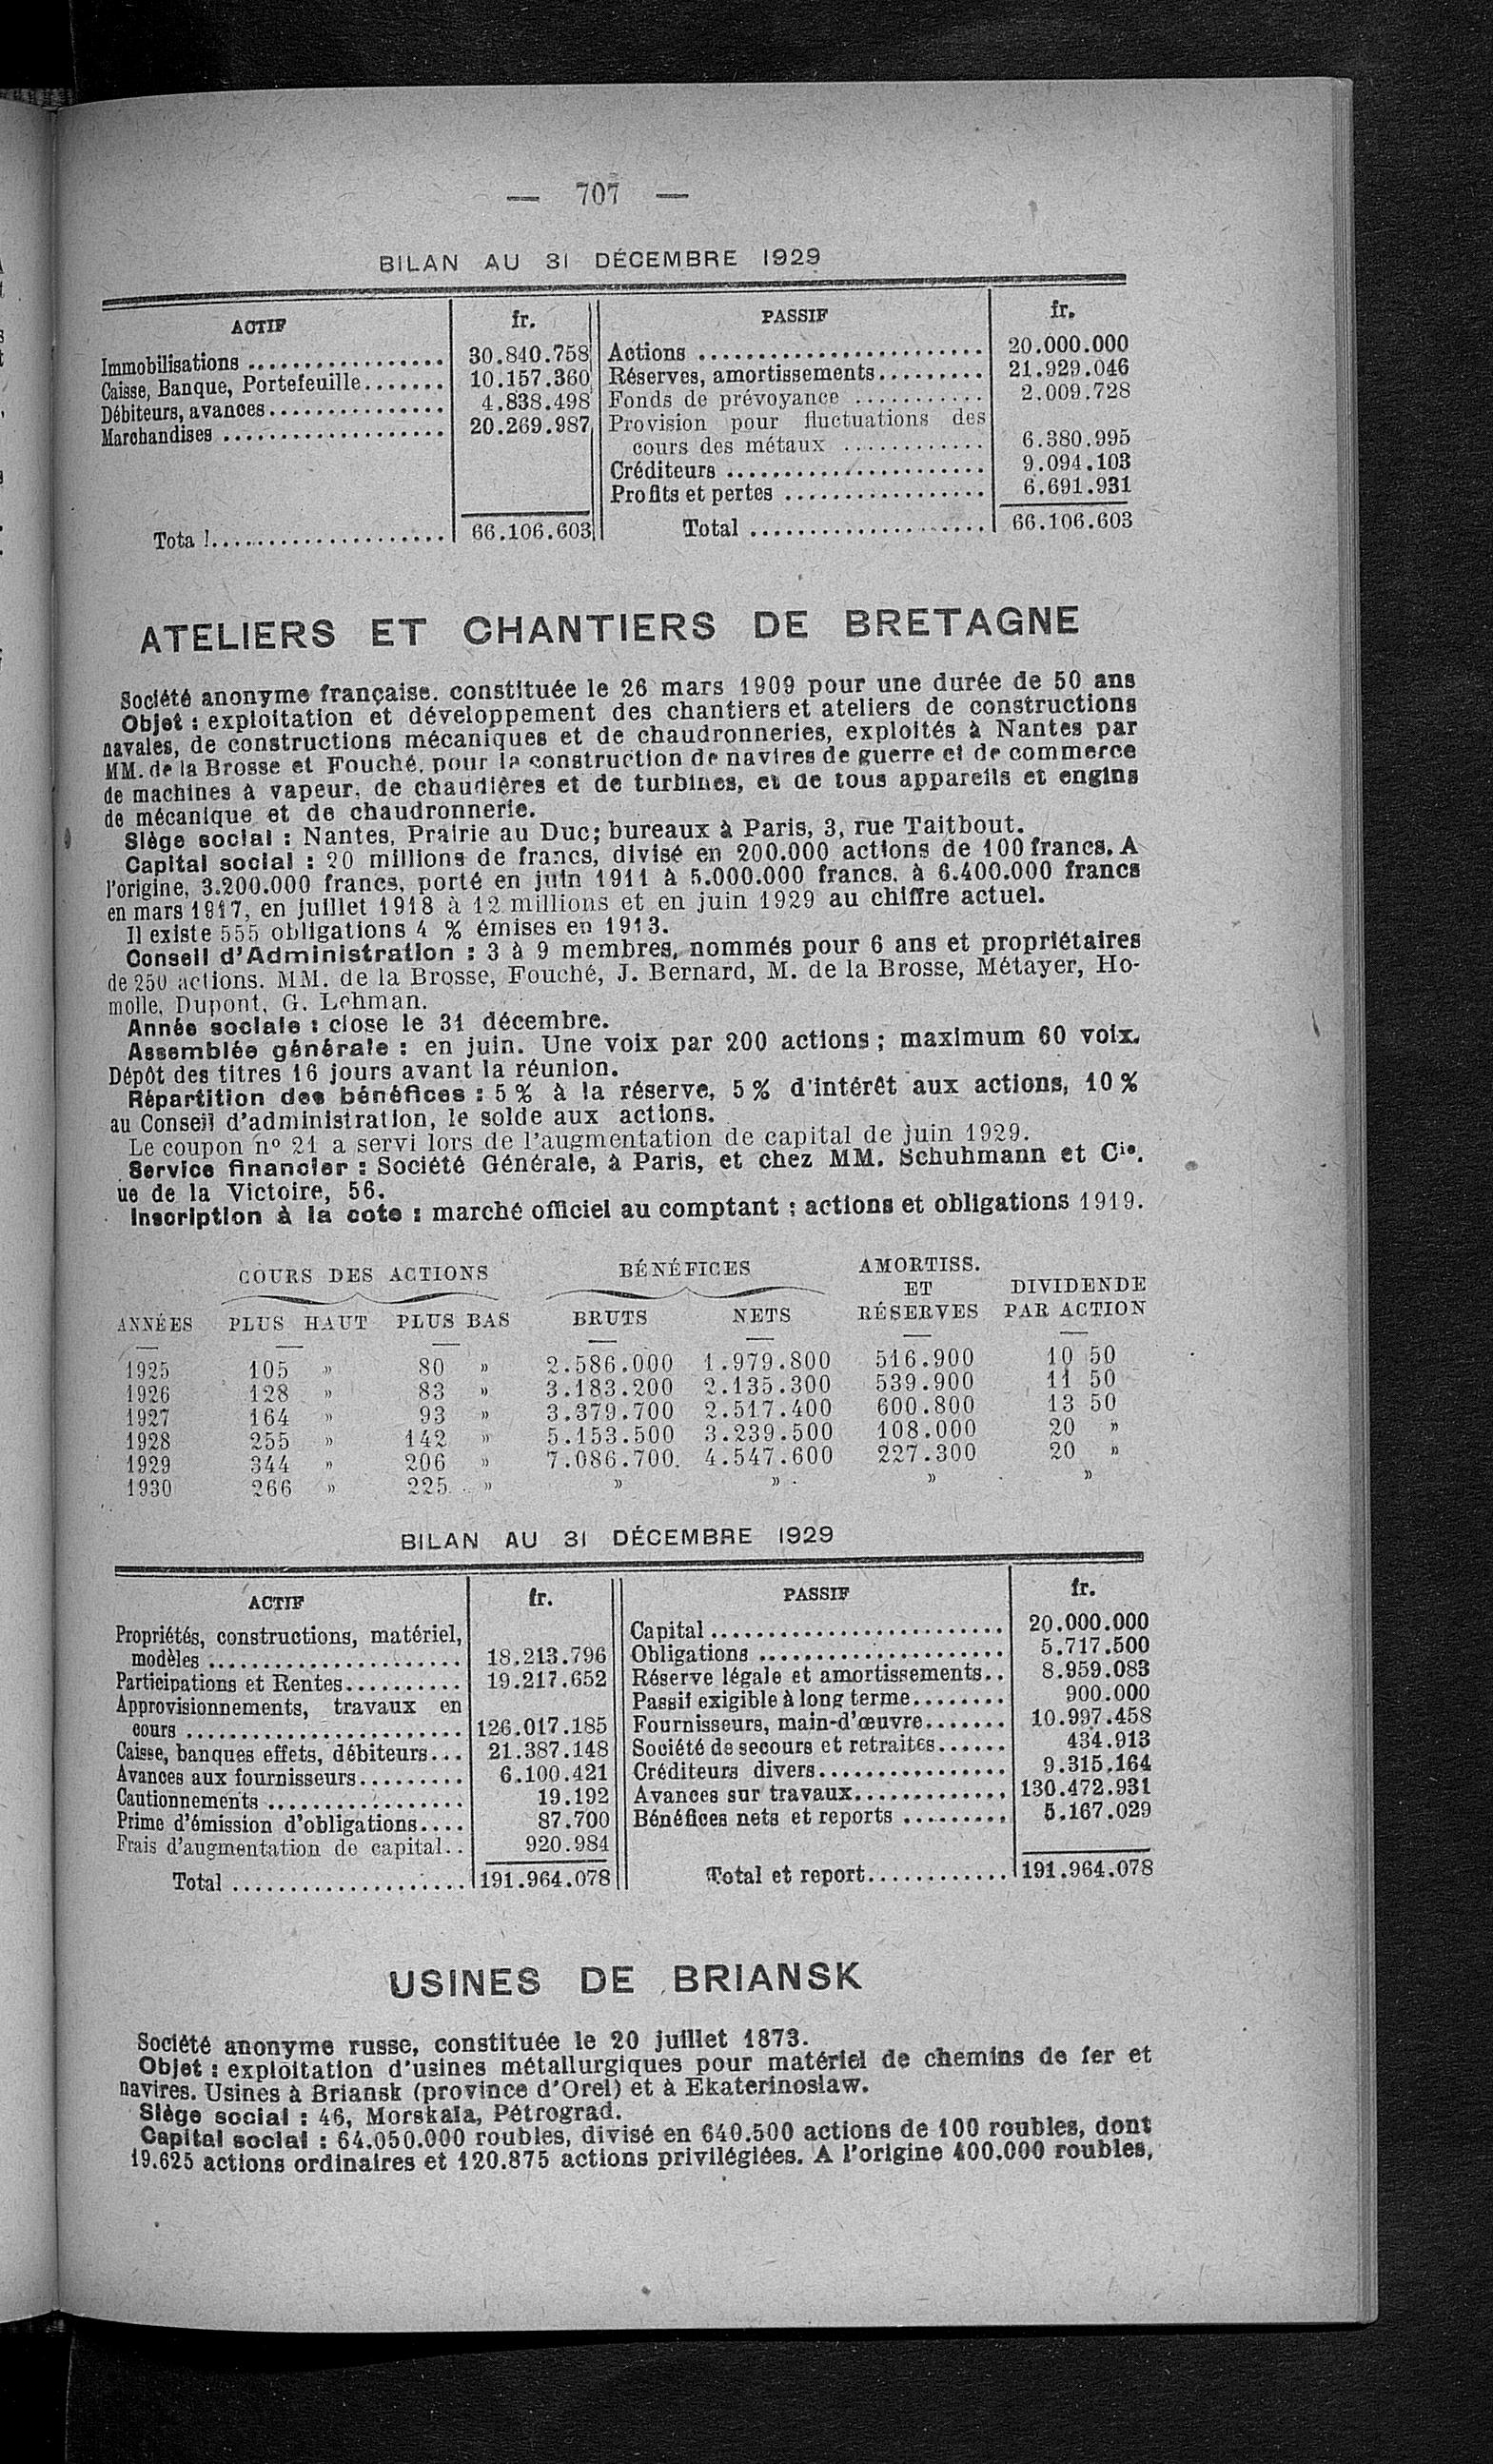 — 707 —
BILAN AU 31 DÉCEMBRE 1929
ACTIF fr. PASSIF fr.
Immobilisations ................. 30.840.758 Actions ........................ 20.000.000
Caisse, Banque, Portefeuille....... 10.157.360 Réserves, amortissements......... 21.929.046
Débiteurs, avances............... 4.838.498 Fonds de prévoyance ........... 2.009.728
Marchandises ................... 20.269.987 Provision pour fluctuations des
cours des métaux ............ 6.380.995
Créditeurs ...................... 9.094.103
Profits et pertes ................. 6.691.931
Tota l.................... 66.106.603 Total .................... 66.106.603
ATELIERS ET CHANTIERS DE BRETAGNE
Société anonyme française. constituée le 26 mars 1909 pour une durée de 50 ans
Objet : exploitation et développement des chantiers et ateliers de constructions
navales, de constructions mécaniques et de chaudronneries, exploités à Nantes par
MM. de la Brosse et Fouché, pour la construction de navires de guerre et de commerce
de machines à vapeur, de chaudières et de turbines, et de tous appareils et engins
de mécanique et de chaudronnerie.
Siège social : Nantes, Prairie au Duc; bureaux à Paris, 3, rue Taitbout.
Capital social : 20 millions de francs, divisé en 200.000 actions de 100 francs. A
l'origine, 3.200.000 francs, porté en juin 1911 à 5.000.000 francs. à 6.400.000 francs
en mars 1917, en juillet 1918 à 12 millions et en juin 1929 au chiffre actuel.
Il existe 555 obligations 4 % émises en 1913.
Conseil d'Administration : 3 à 9 membres, nommés pour 6 ans et propriétaires
de 250 actions. MM. de la Brosse, Fouché, J. Bernard, M. de la Brosse, Métayer, Ho-
molle, Dupont, G. Lehman.
Année sociale : close le 31 décembre.
Assemblée générale : en juin. Une voix par 200 actions ; maximum 60 voix.
Dépôt des titres 16 jours avant la réunion.
Répartition des bénéfices : 5 % à la réserve, 5 % d'intérêt aux actions, 10 %
au Conseil d'administration, le solde aux actions.
Le coupon n° 21 a servi lors de l'augmentation de capital de juin 1929.
Service financier : Société Générale, à Paris, et chez MM. Schuhmann et Cie.
ue de la Victoire, 56.
Inscription à la cote : marché officiel au comptant ; actions et obligations 1919.
COURS DES ACTIONS BÉNÉFICES AMORTISS. ET DIVIDENDE
ANNÉES PLUS HAUT PLUS BAS BRUTS NETS RÉSERVES PAR ACTION
1925 105 » 80 » 2.586.000 1.979.800 516.900 10 50
1926 128 » 83 » 3.183.200 2.135.300 539.900 11 50
1927 164 » 93 » 3.379.700 2.517.400 600.800 13 50
1928 255 » 142 » 5.153.500 3.239.500 108.000 20 »
1929 344 » 206 » 7.086.700. 4.547.600 227.300 20 »
1930 266 » 225 » » » » »
BILAN AU 31 DÉCEMBRE 1929
ACTIF fr. PASSIF fr.
Propriétés, constructions, matériel, Capital ......................... 20.000.000
modèles ...................... 18.213.796 Obligations ..................... 5.717.500
Participations et Rentes.......... 19.217.652 Réserve légale et amortissements.. 8.959.083
Approvisionnements, travaux en Passif exigible à long terme........ 900.000
cours ........................ 126.017.185 Fournisseurs, main-d'œuvre....... 10.997.458
Caisse, banques effets, débiteurs... 21.387.148 Société de secours et retraites...... 434.913
Avances aux fournisseurs......... 6.100.421 Créditeurs divers................ 9.315.164
Cautionnements ................. 19.192 Avances sur travaux............. 130.472.931
Prime d'émission d'obligations.... 87.700 Bénéfices nets et reports ......... 5.167.029
Frais d'augmentation de capital.. 920.984
Total .................... 191.964.078 Total et report............ 191.964.078
USINES DE BRIANSK
Société anonyme russe, constituée le 20 juillet 1873.
Objet : exploitation d'usines métallurgiques pour matériel de chemins de fer et
navires. Usines à Briansk (province d'Orel) et à Ekaterinoslaw.
Siège social : 46, Morskaïa, Pétrograd.
Capital social : 64.050.000 roubles, divisé en 640.500 actions de 100 roubles, dont
19.625 actions ordinaires et 120.875 actions privilégiées. A l'origine 400.000 roubles,